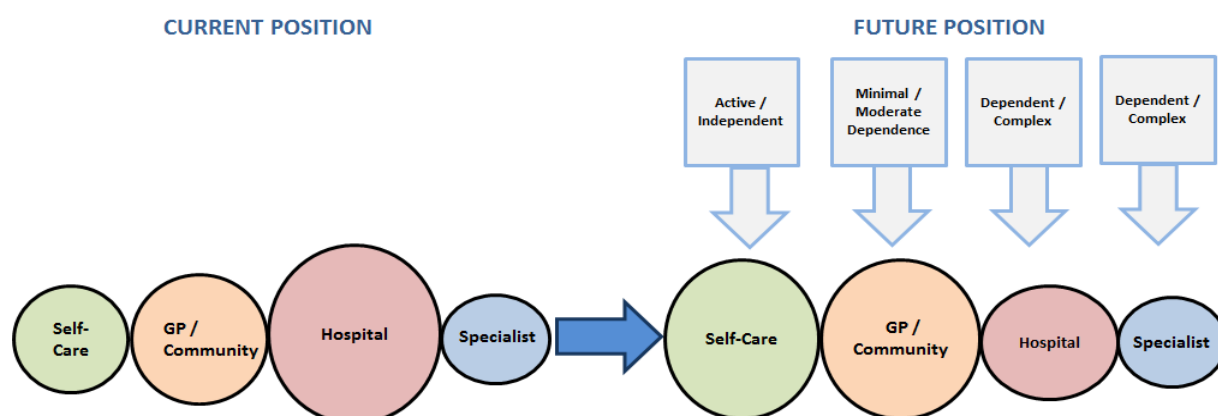 CURRENT POSITION
FUTURE POSITION
Active /
Independent
Minimal /
Moderate
Dependence
Dependent /
Complex
Dependent /
Complex
Self-
Care
GP /
Community
Hospital
Specialist
Self-Care
GP /
Community
Hospital
Specialist